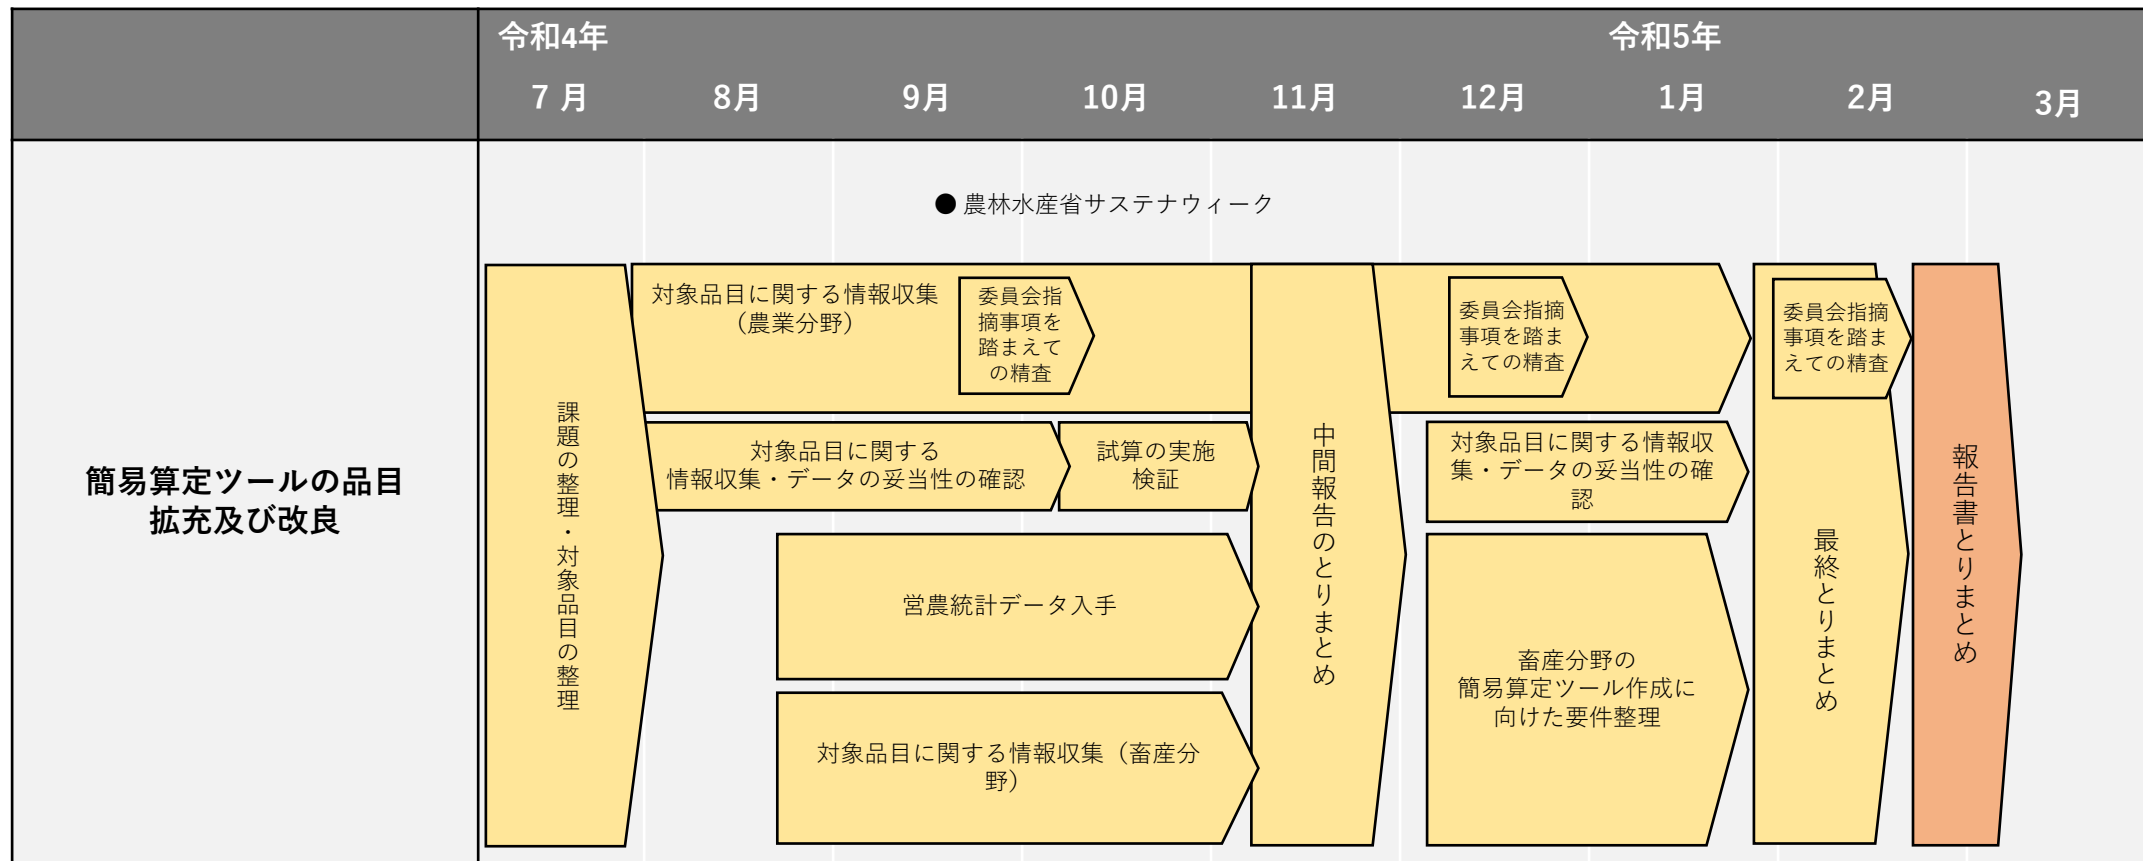 令和4年
令和5年
7 月
8月
9月
10月
11月
12月
1月
2月
3月
簡易算定ツールの品目
拡充及び改良
● 農林水産省サステナウィーク
課題の整理・対象品目の整理
対象品目に関する情報収集
（農業分野）
委員会指
摘事項を
踏まえて
の精査
対象品目に関する
情報収集・データの妥当性の確認
試算の実施
検証
営農統計データ入手
対象品目に関する情報収集（畜産分
野）
中間報告のとりまとめ
委員会指摘
事項を踏ま
えての精査
対象品目に関する情報収
集・データの妥当性の確
認
畜産分野の
簡易算定ツール作成に
向けた要件整理
委員会指摘
事項を踏ま
えての精査
最終とりまとめ
報告書とりまとめ